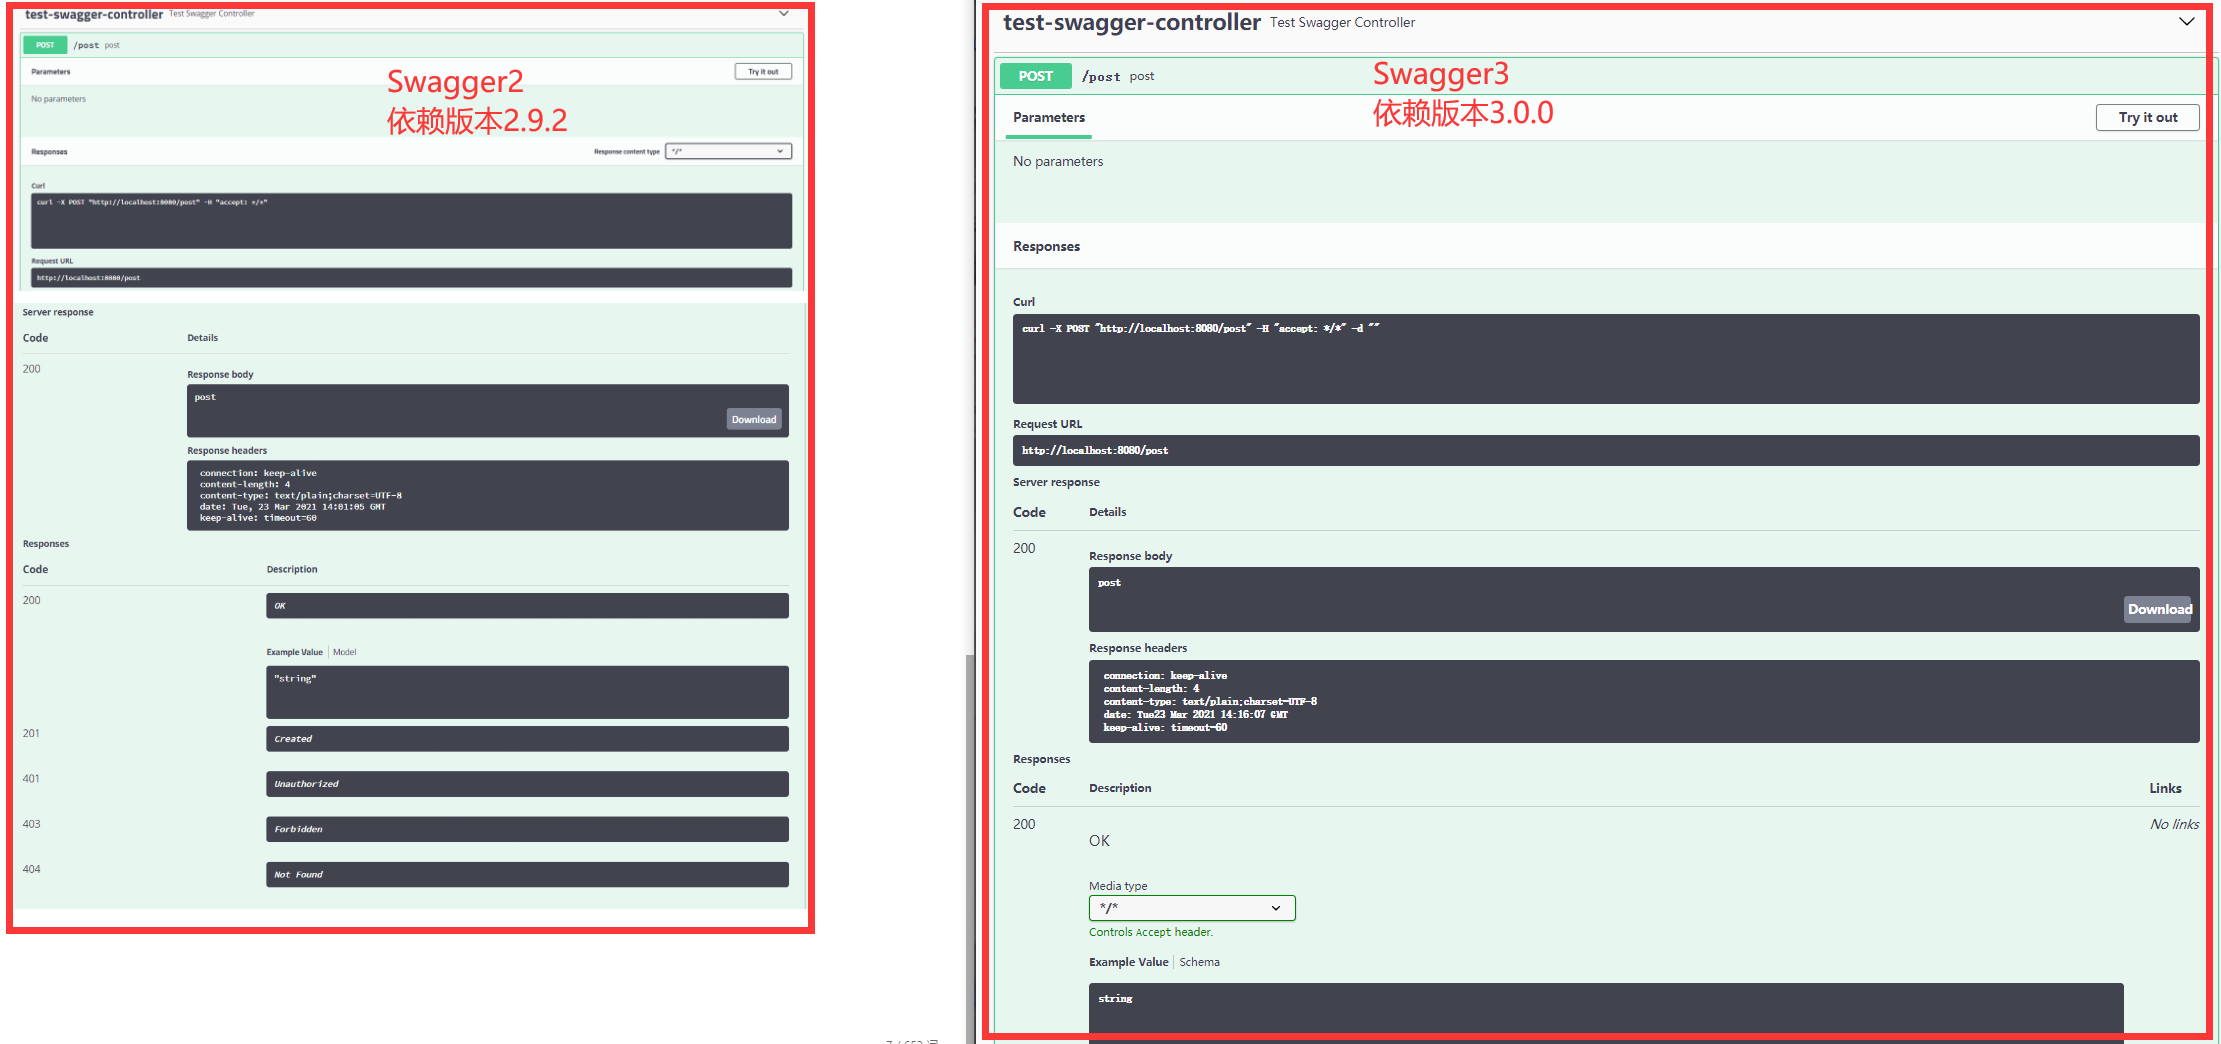 test-swagger-controller Test Swagger Controller
POST /post post
Swagger2
依赖版本2.9.2
Parameters
Try it out
No parameters
Responses
Response content type */*
Curl
curl -X POST "http://localhost:8080/post" -H "accept: */*"
Request URL
http://localhost:8080/post
Server response
Code Details
200
Response body
post
Download
Response headers
connection: keep-alive
content-length: 4
content-type: text/plain;charset=UTF-8
date: Tue, 23 Mar 2021 14:01:05 GMT
keep-alive: timeout=60
Responses
Code Description
200 OK
Example Value Model
"string"
201 Created
401 Unauthorized
403 Forbidden
404 Not Found
test-swagger-controller Test Swagger Controller
POST /post post
Swagger3
依赖版本3.0.0
Parameters
Try it out
No parameters
Responses
Curl
curl -X POST "http://localhost:8080/post" -H "accept: */*" -d ""
Request URL
http://localhost:8080/post
Server response
Code Details
200
Response body
post
Download
Response headers
connection: keep-alive
content-length: 4
content-type: text/plain;charset=UTF-8
date: Tue23 Mar 2021 14:16:07 GMT
keep-alive: timeout=60
Responses
Code Description Links
200 OK No links
Media type
*/*
Controls Accept header.
Example Value Schema
string